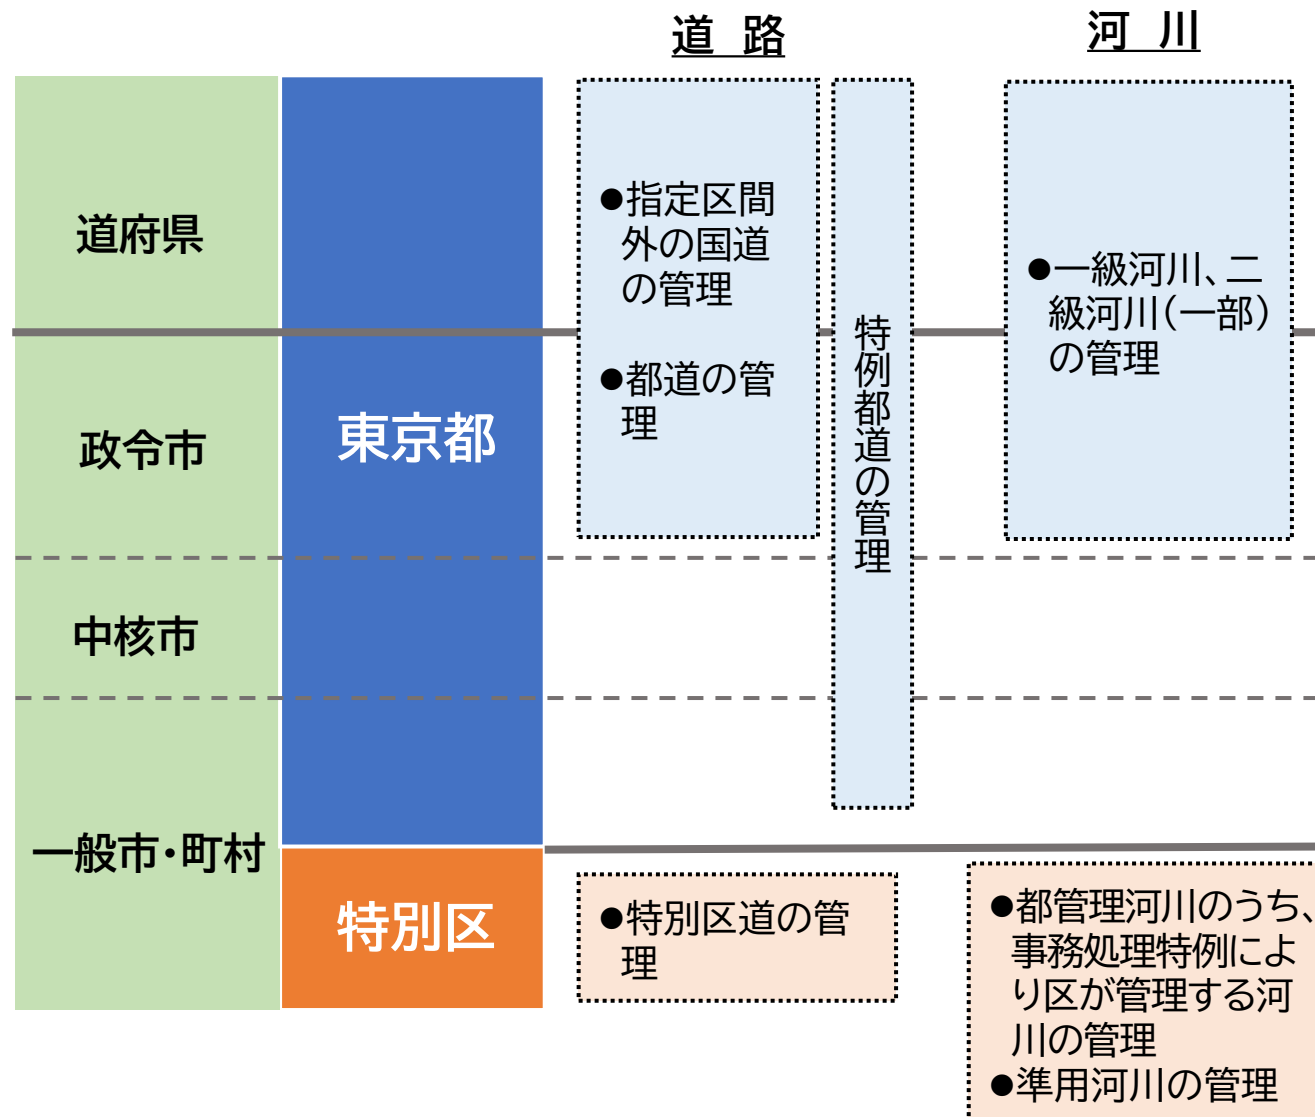 道 路
河 川
道府県
政令市
中核市
一般市・町村
東京都
特別区
●指定区間
外の国道
の管理
●都道の管
理
特例都道の管理
●一級河川、二
級河川（一部）
の管理
●特別区道の管
理
●都管理河川のうち、
事務処理特例によ
り区が管理する河
川の管理
●準用河川の管理